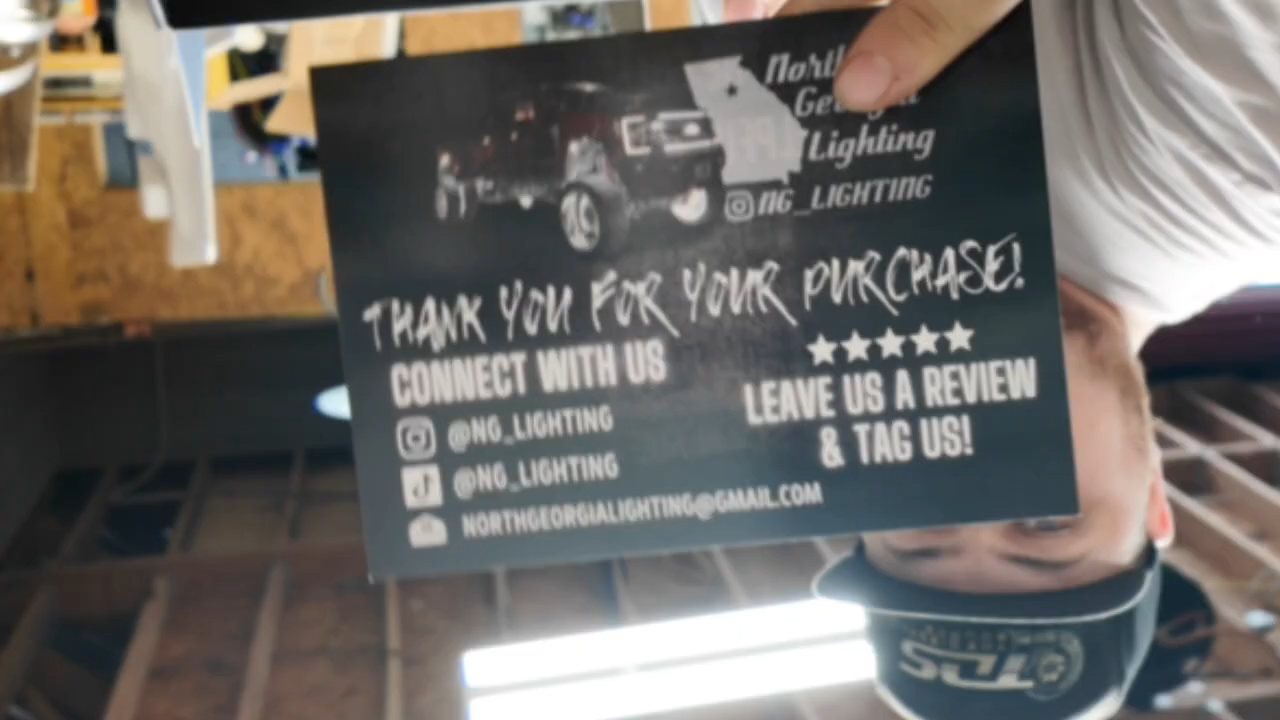 /Lighting
@NG_LIGHTING
THANK YOU FOR YOUR PURCHASE!
CONNECT WITH US
@NG_LIGHTING
@NG_LIGHTING
NORTHGEORGIALIGHTING@GMAIL.COM
LEAVE US A REVIEW
& TAG US!